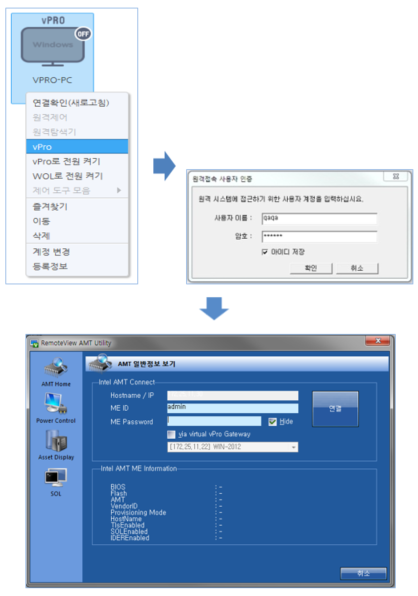 vPRO
OFF
Windows
VPRO-PC
연결확인(새로고침)
원격제어
원격탐색기
vPro
vPro로 전원 켜기
WOL로 전원 켜기
제어 도구 모음
즐겨찾기
이동
삭제
계정 변경
등록정보
원격접속 사용자 인증
원격 시스템에 접근하기 위한 사용자 계정을 입력하십시요.
사용자 이름 : qaqa
암호 : ******
아이디 저장
확인 취소
RemoteView AMT Utility
AMT 일반정보 보기
AMT Home
Power Control
Asset Display
SOL
Intel AMT Connect
Hostname / IP
ME ID admin
ME Password
Hide
연결
via virtual vPro Gateway
[172,25,11,22] WIN-2012
Intel AMT ME Information
BIOS : -
Flash : -
AMT : -
VendorID : -
Provisioning Mode : -
HostName : -
TlsEnabled : -
SOLEnabled : -
IDEREnabled : -
취소